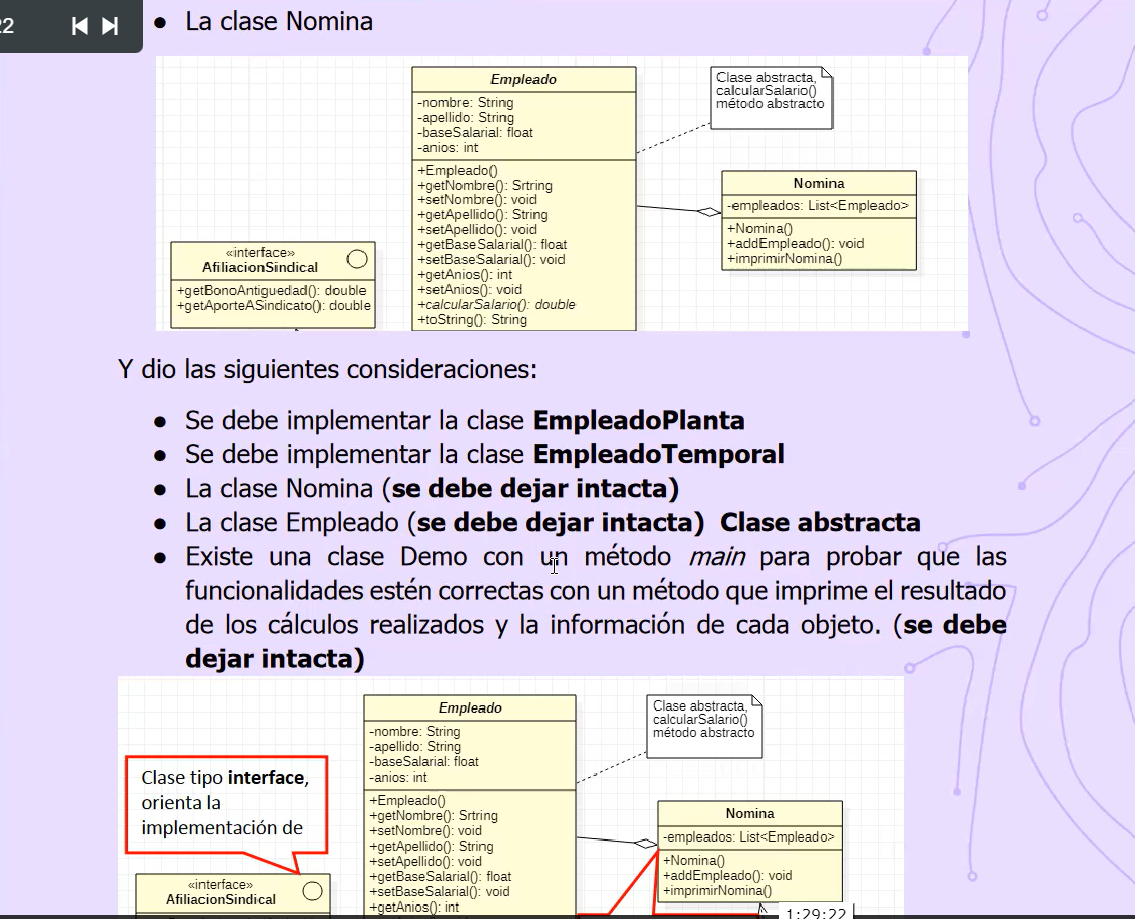 22
● La clase Nomina
Empleado
-nombre: String
-apellido: String
-baseSalarial: float
-anios: int
+Empleado()
+getNombre(): Srtring
+setNombre(): void
+getApellido(): String
+setApellido(): void
+getBaseSalarial(): float
+setBaseSalarial(): void
+getAnios(): int
+setAnios(): void
+calcularSalario(): double
+toString(): String
Clase abstracta,
calcularSalario()
método abstracto
Nomina
-empleados: List<Empleado>
+Nomina()
+addEmpleado(): void
+imprimirNomina()
«interface»
AfiliacionSindical
+getBonoAntiguedad(): double
+getAporteASindicato(): double
Y dio las siguientes consideraciones:
● Se debe implementar la clase EmpleadoPlanta
● Se debe implementar la clase EmpleadoTemporal
● La clase Nomina (se debe dejar intacta)
● La clase Empleado (se debe dejar intacta) Clase abstracta
● Existe una clase Demo con un método main para probar que las
funcionalidades estén correctas con un método que imprime el resultado
de los cálculos realizados y la información de cada objeto. (se debe
dejar intacta)
Empleado
-nombre: String
-apellido: String
-baseSalarial: float
-anios: int
+Empleado()
+getNombre(): Srtring
+setNombre(): void
+getApellido(): String
+setApellido(): void
+getBaseSalarial(): float
+setBaseSalarial(): void
+getAnios(): int
Clase abstracta,
calcularSalario()
método abstracto
Nomina
-empleados: List<Empleado>
+Nomina()
+addEmpleado(): void
+imprimirNomina()
Clase tipo interface,
orienta la
implementación de
«interface»
AfiliacionSindical
1:29:22